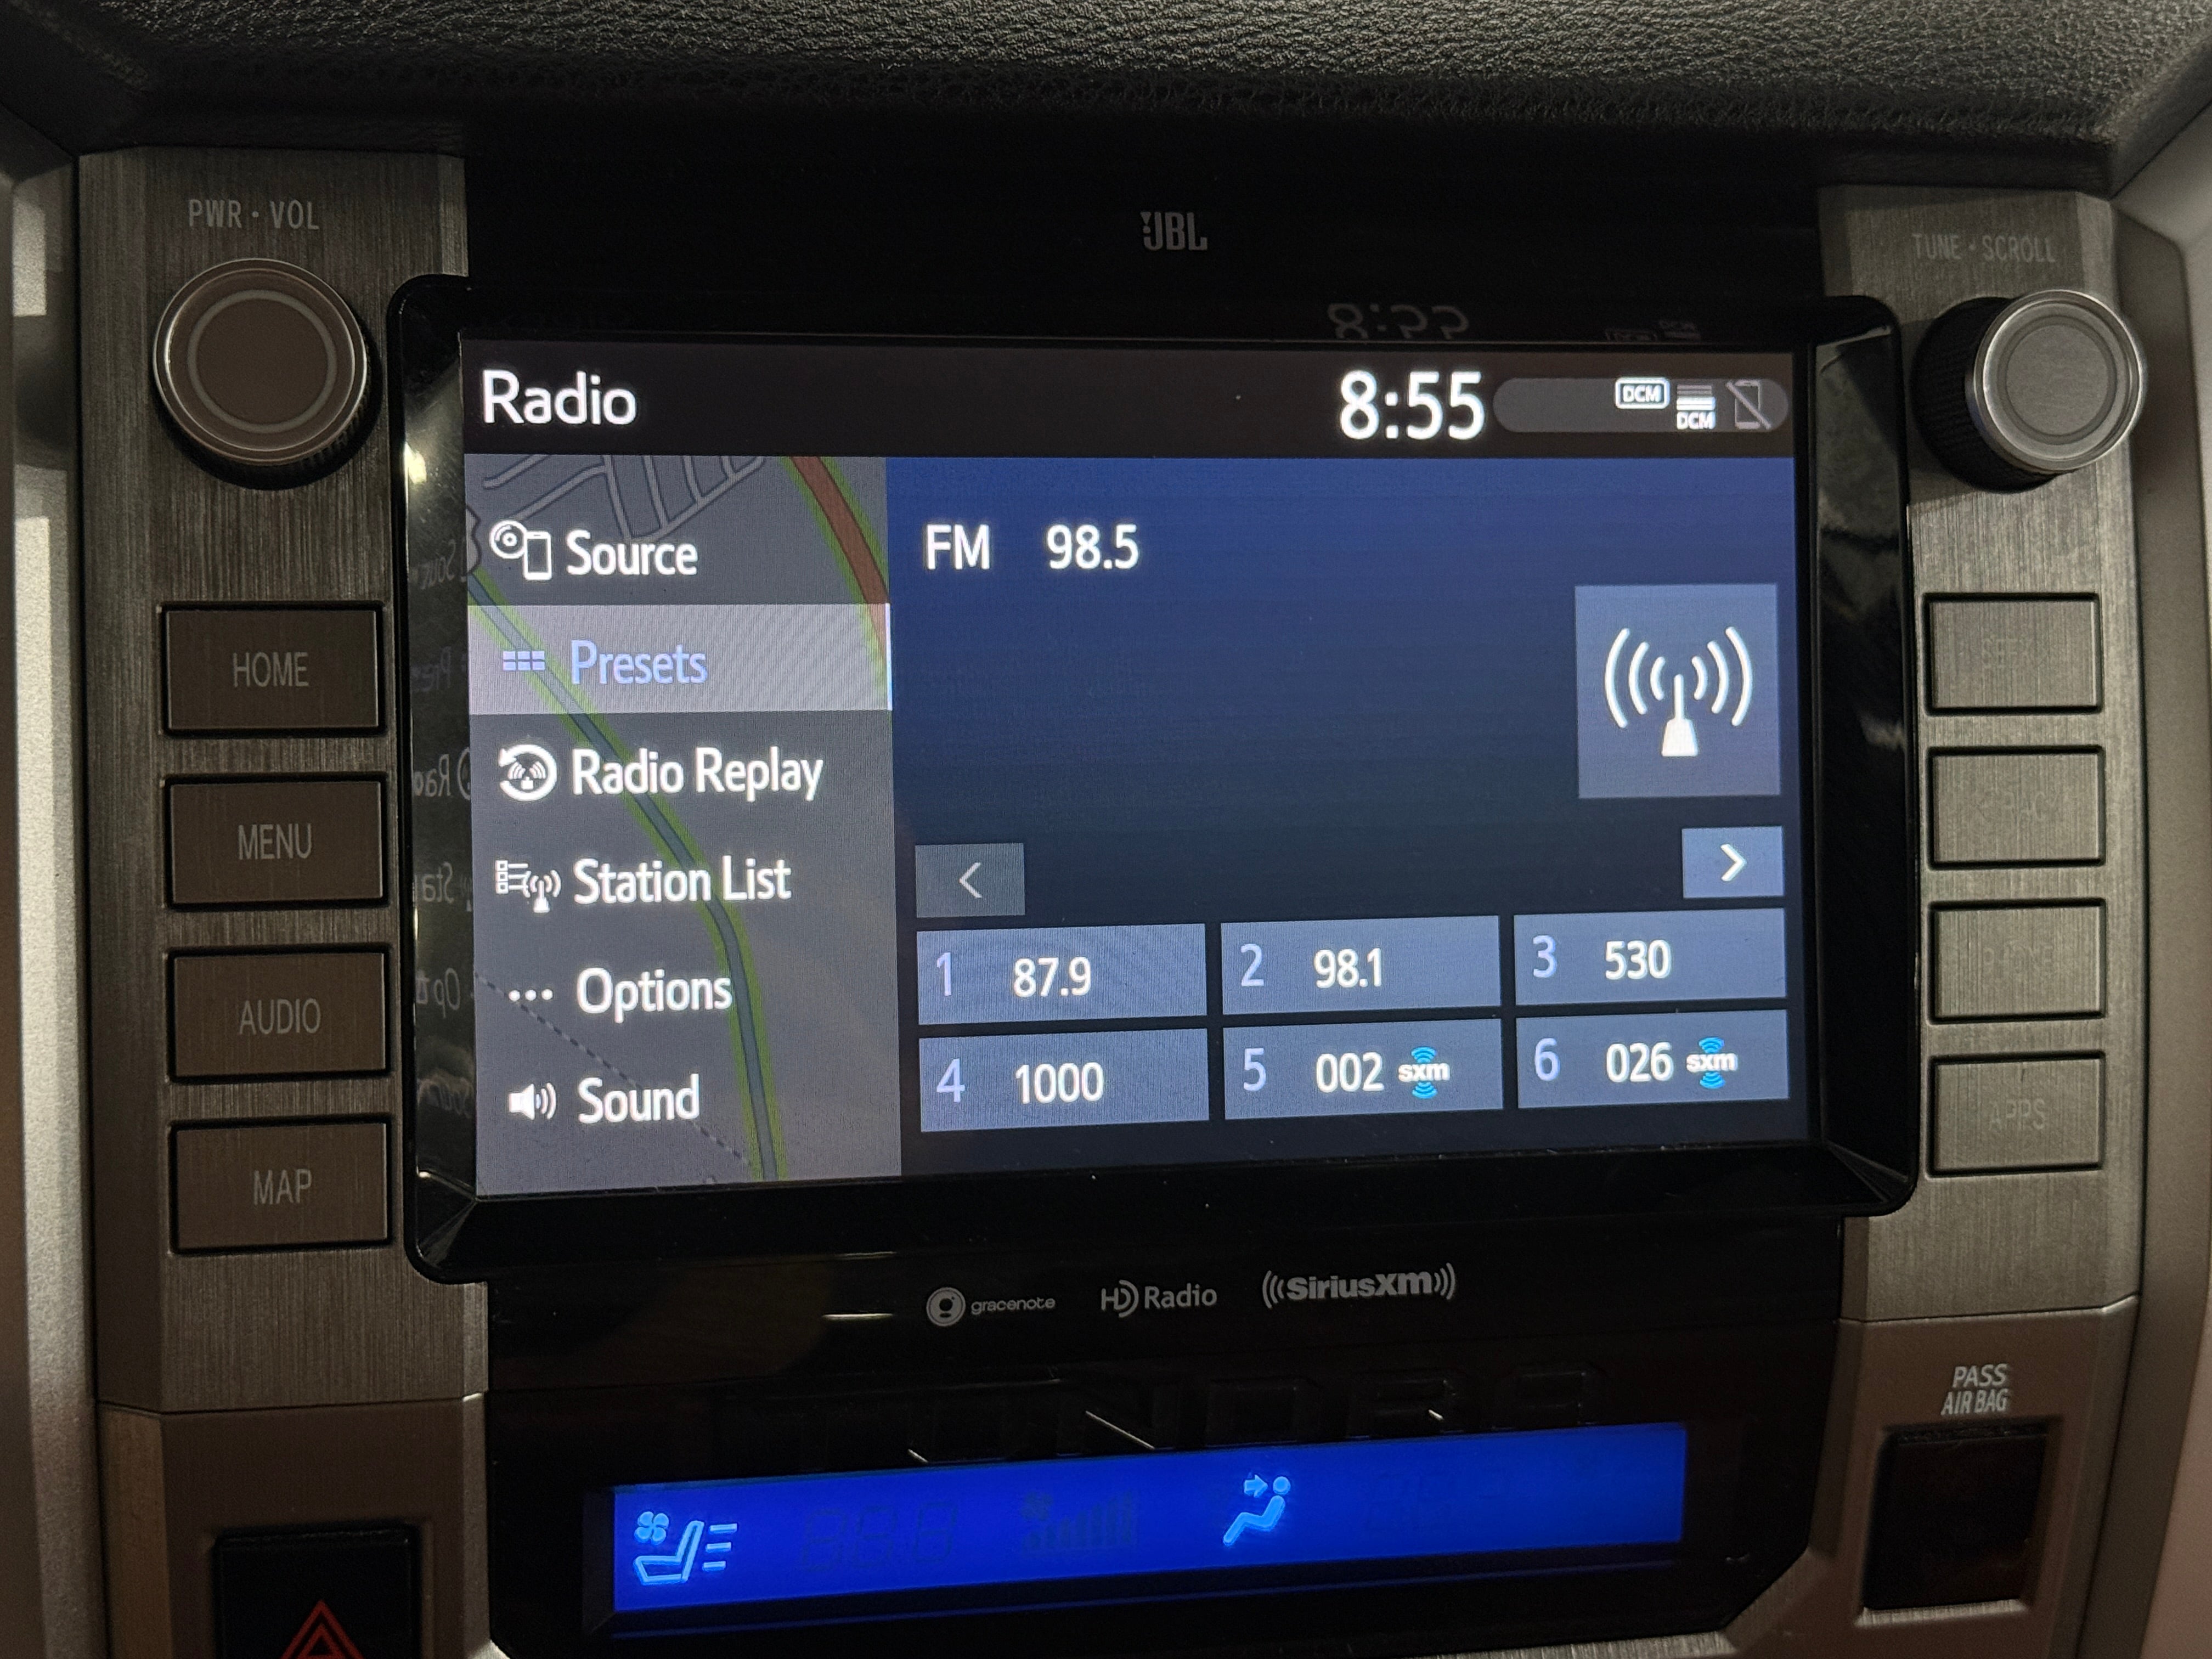 PWR • VOL
JBL
TUNE • SCROLL
Radio
8:55
DCM
DCM
HOME
MENU
AUDIO
MAP
Source
Presets
Radio Replay
Station List
Options
Sound
FM 98.5
1 87.9
2 98.1
3 530
4 1000
5 002 sxm
6 026 sxm
APPS
gracenote
HD Radio
SiriusXM
TUNDRA
PASS
AIR BAG